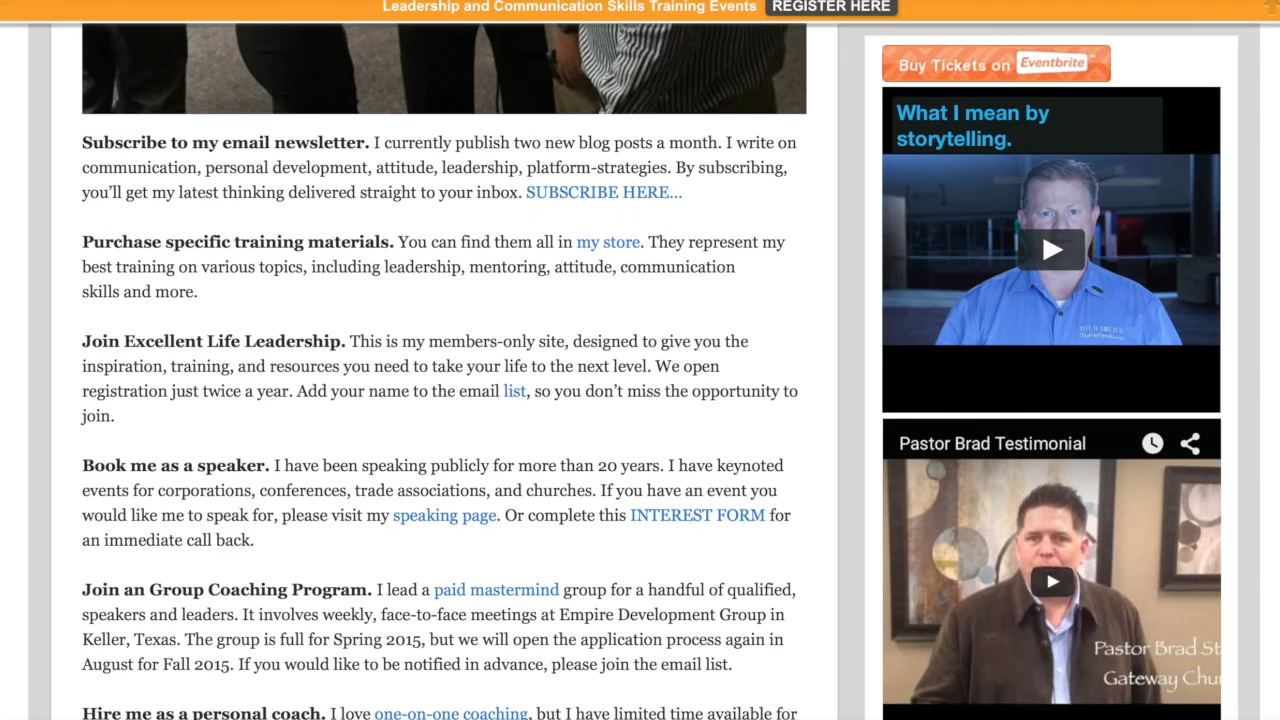 Leadership and Communication Skills Training Events REGISTER HERE
Subscribe to my email newsletter. I currently publish two new blog posts a month. I write on
communication, personal development, attitude, leadership, platform-strategies. By subscribing,
you’ll get my latest thinking delivered straight to your inbox. SUBSCRIBE HERE...
Purchase specific training materials. You can find them all in my store. They represent my
best training on various topics, including leadership, mentoring, attitude, communication
skills and more.
Join Excellent Life Leadership. This is my members-only site, designed to give you the
inspiration, training, and resources you need to take your life to the next level. We open
registration just twice a year. Add your name to the email list, so you don’t miss the opportunity to
join.
Book me as a speaker. I have been speaking publicly for more than 20 years. I have keynoted
events for corporations, conferences, trade associations, and churches. If you have an event you
would like me to speak for, please visit my speaking page. Or complete this INTEREST FORM for
an immediate call back.
Join an Group Coaching Program. I lead a paid mastermind group for a handful of qualified,
speakers and leaders. It involves weekly, face-to-face meetings at Empire Development Group in
Keller, Texas. The group is full for Spring 2015, but we will open the application process again in
August for Fall 2015. If you would like to be notified in advance, please join the email list.
Hire me as a personal coach. I love one-on-one coaching, but I have limited time available for
Buy Tickets on Eventbrite
What I mean by
storytelling.
Pastor Brad Testimonial
Pastor Brad St
Gateway Chu